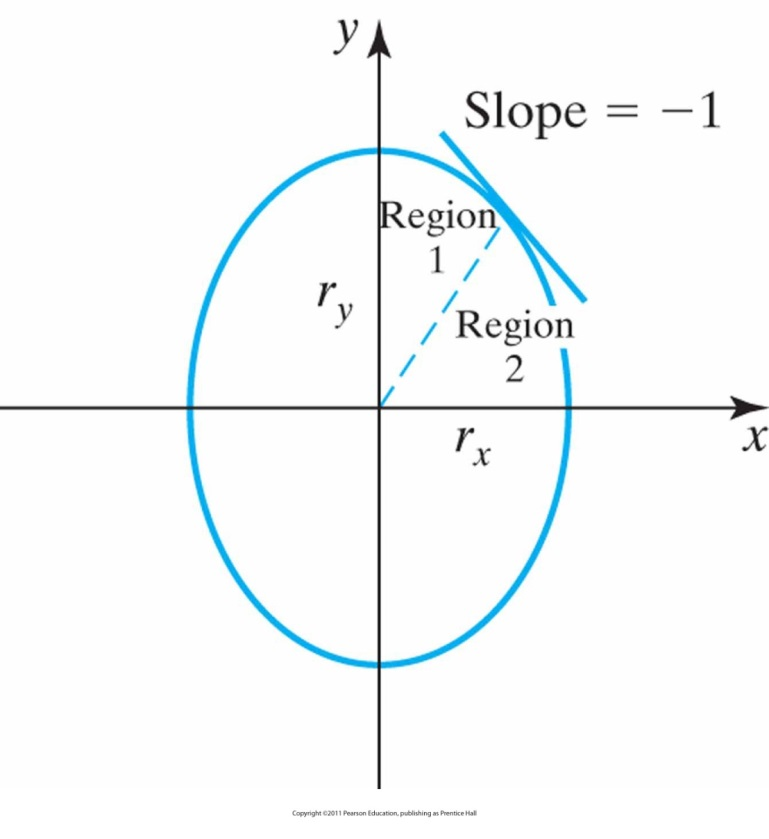 y
Slope = −1
Region
1
r_y
Region
2
r_x
x
Copyright ©2011 Pearson Education, publishing as Prentice Hall